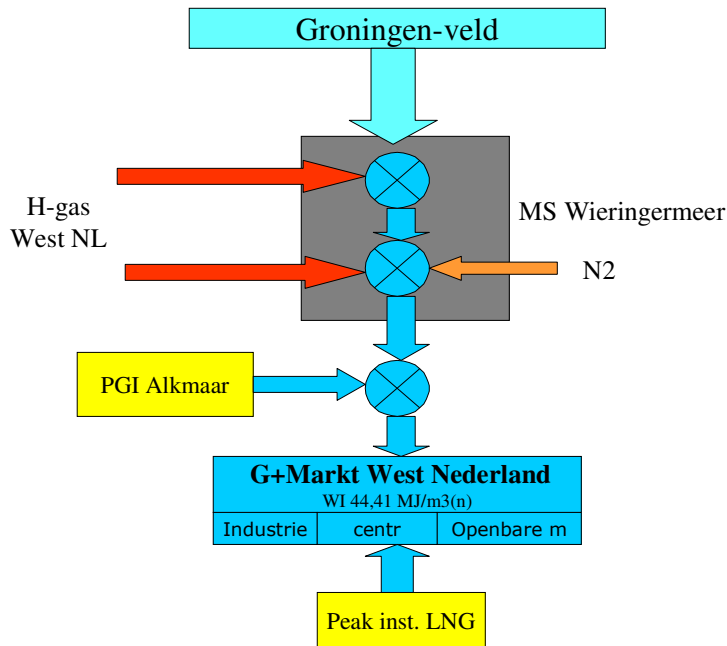 Groningen-veld
H-gas
West NL
MS Wieringermeer
N2
PGI Alkmaar
G+Markt West Nederland
WI 44,41 MJ/m3(n)
Industrie centr Openbare m
Peak inst. LNG